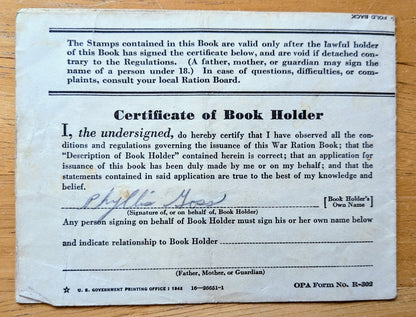 FOLD BACK
The Stamps contained in this Book are valid only after the lawful holder
of this Book has signed the certificate below, and are void if detached con-
trary to the Regulations. (A father, mother, or guardian may sign the
name of a person under 18.) In case of questions, difficulties, or com-
plaints, consult your local Ration Board.
Certificate of Book Holder
I, the undersigned, do hereby certify that I have observed all the con-
ditions and regulations governing the issuance of this War Ration Book; that the
"Description of Book Holder" contained herein is correct; that an application for
issuance of this book has been duly made by me or on my behalf; and that the
statements contained in said application are true to the best of my knowledge and
belief.
Phyllis Goss [Book Holder's Own Name]
(Signature of, or on behalf of, Book Holder)
Any person signing on behalf of Book Holder must sign his or her own name below
and indicate relationship to Book Holder
(Father, Mother, or Guardian)
☆ U. S. GOVERNMENT PRINTING OFFICE : 1942 16—26651-1 OPA Form No. R-302